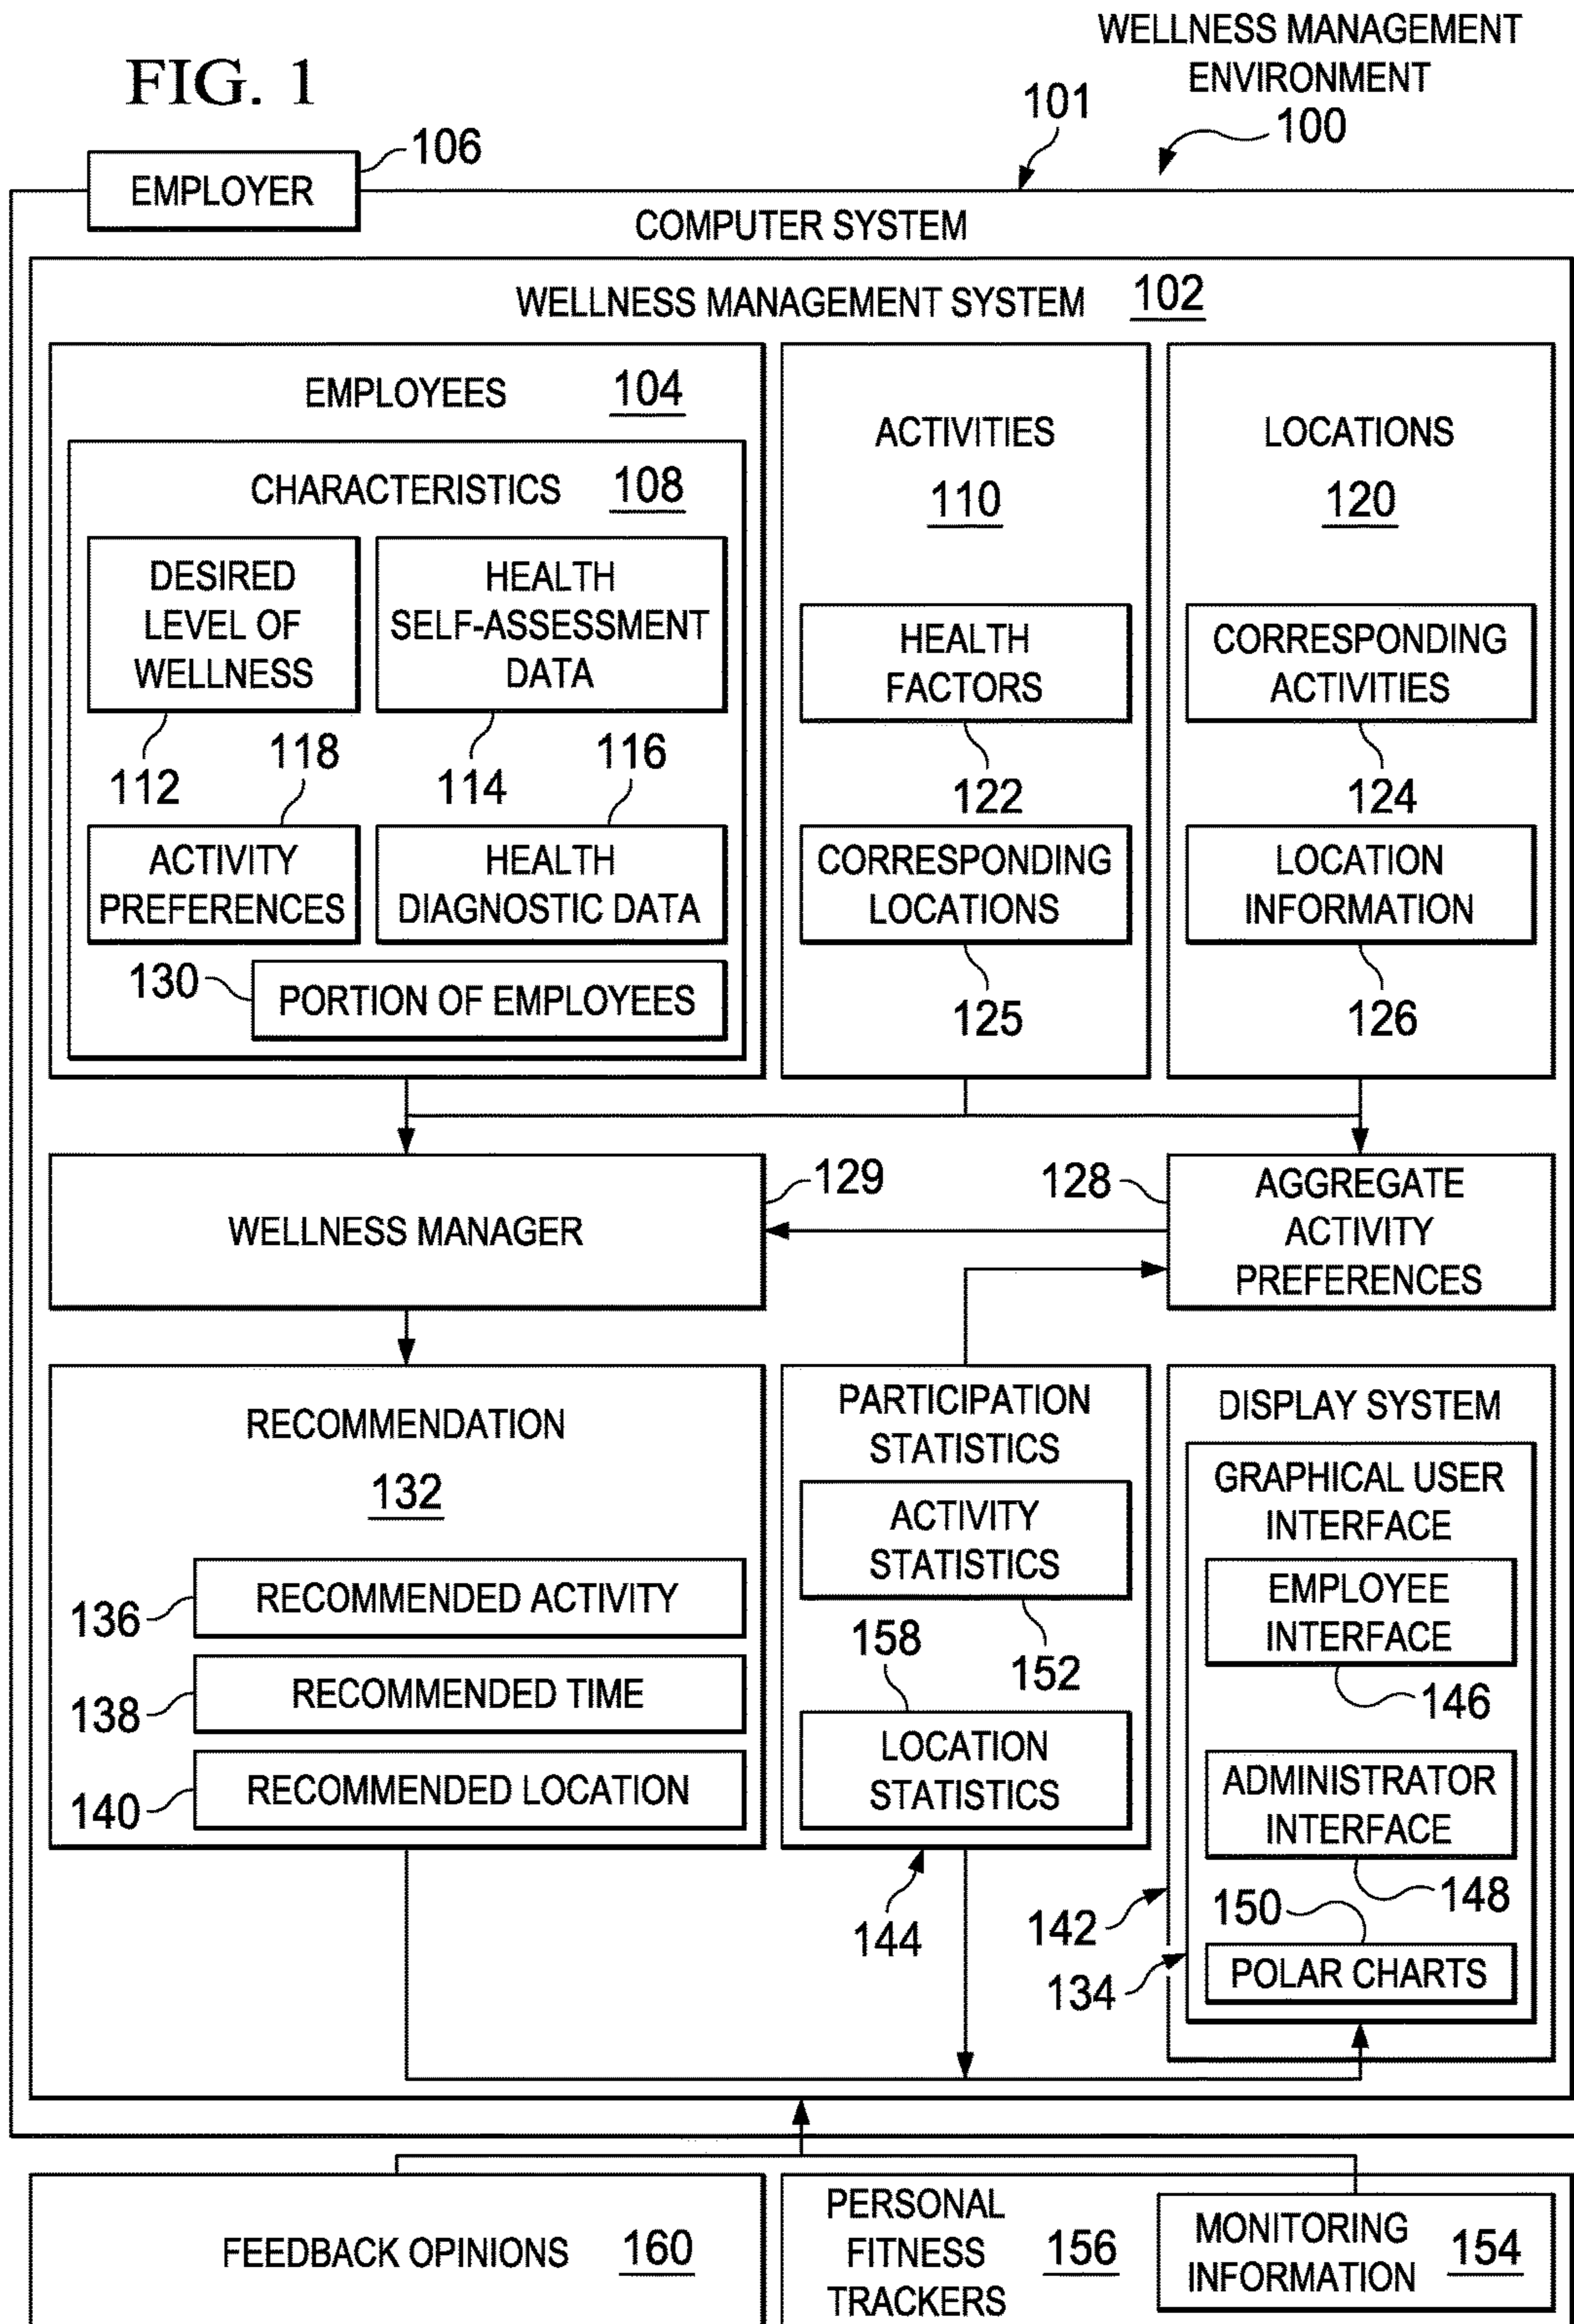 FIG. 1
WELLNESS MANAGEMENT
ENVIRONMENT
100
101
106
EMPLOYER
COMPUTER SYSTEM
WELLNESS MANAGEMENT SYSTEM 102
EMPLOYEES 104
CHARACTERISTICS 108
DESIRED
LEVEL OF
WELLNESS
112
HEALTH
SELF-ASSESSMENT
DATA
114
118
ACTIVITY
PREFERENCES
116
HEALTH
DIAGNOSTIC DATA
130
PORTION OF EMPLOYEES
ACTIVITIES
110
HEALTH
FACTORS
122
CORRESPONDING
LOCATIONS
125
LOCATIONS
120
CORRESPONDING
ACTIVITIES
124
LOCATION
INFORMATION
126
WELLNESS MANAGER
129
128
AGGREGATE
ACTIVITY
PREFERENCES
RECOMMENDATION
132
136
RECOMMENDED ACTIVITY
138
RECOMMENDED TIME
140
RECOMMENDED LOCATION
PARTICIPATION
STATISTICS
ACTIVITY
STATISTICS
152
158
LOCATION
STATISTICS
144
DISPLAY SYSTEM
GRAPHICAL USER
INTERFACE
EMPLOYEE
INTERFACE
146
ADMINISTRATOR
INTERFACE
148
150
POLAR CHARTS
142
134
FEEDBACK OPINIONS 160
PERSONAL
FITNESS
TRACKERS
156
MONITORING
INFORMATION
154